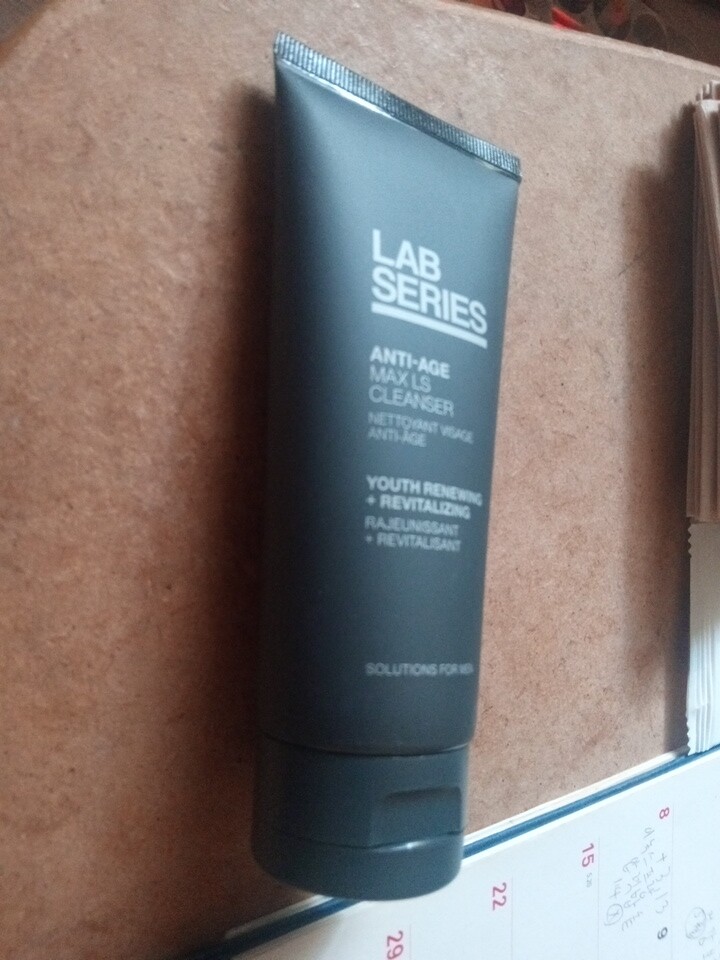 LAB
SERIES
ANTI-AGE
MAX LS
CLEANSER
NETTOYANT VISAGE
ANTI-ÂGE
YOUTH RENEWING
+ REVITALIZING
RAJEUNISSANT
+ REVITALISANT
SOLUTIONS FOR MEN
8
15
22
29
9